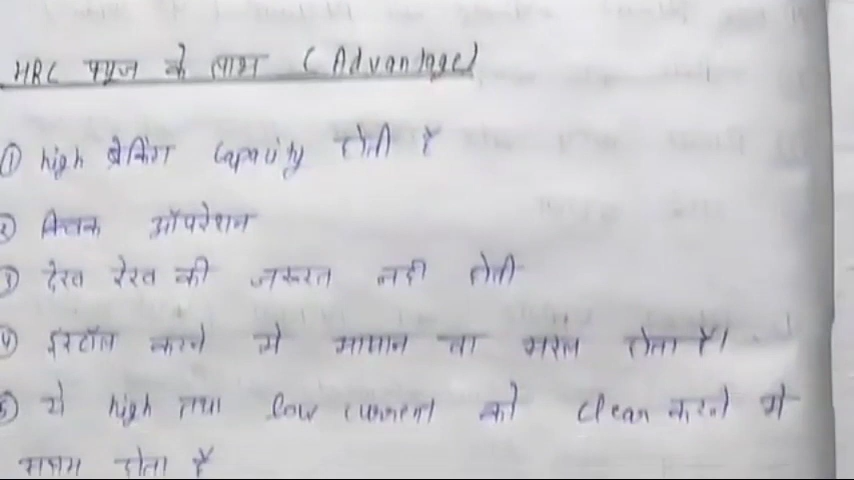 HRC फ्यूज के लाभ (Advantage)
① high ब्रेकिंग Capacity होती है
② क्विक ऑपरेशन
③ देख रेख की जरूरत नही होती
④ इंस्टॉल करने मे आसान वा सरल होता है।
⑤ ये high तथा low current को clean करने मे
सक्षम होता है